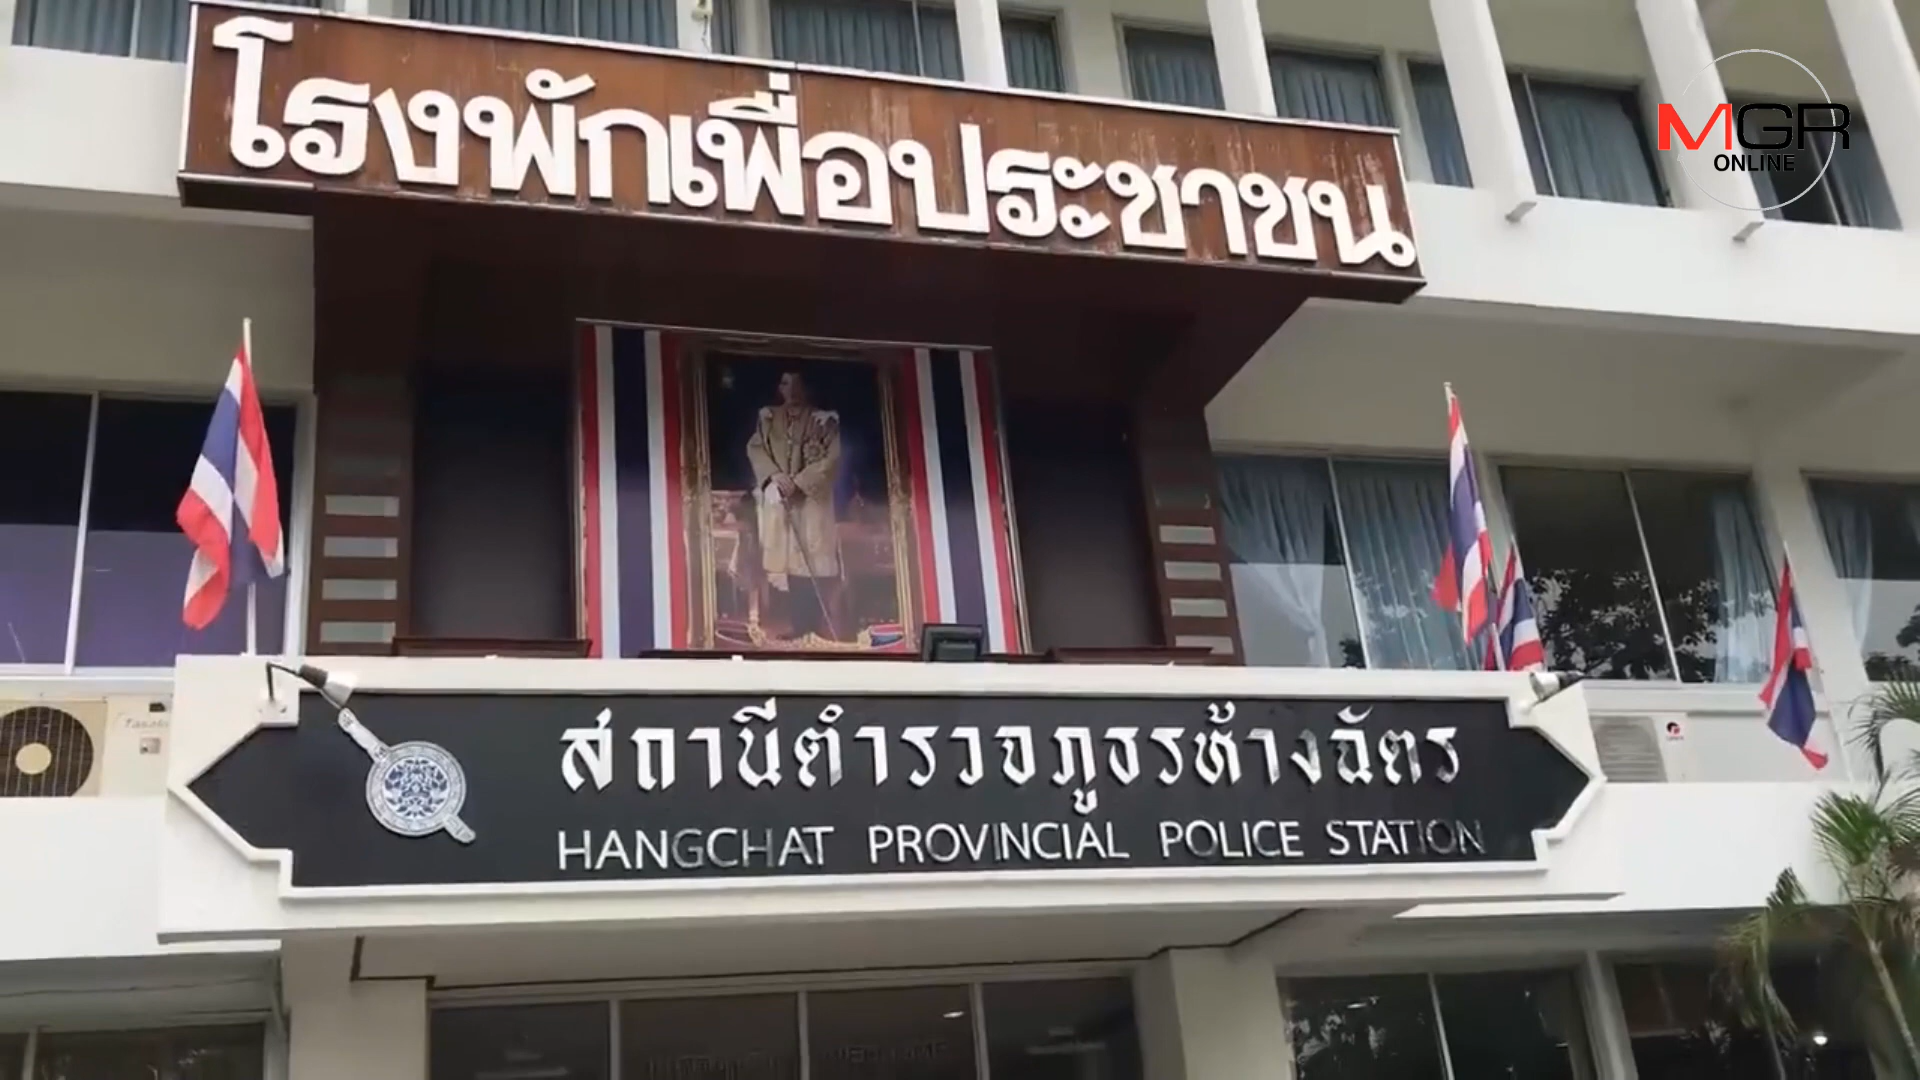 โรงพักเพื่อประชาชน
MGR
ONLINE
สถานีตำรวจภูธรห้างฉัตร
HANGCHAT PROVINCIAL POLICE STATION